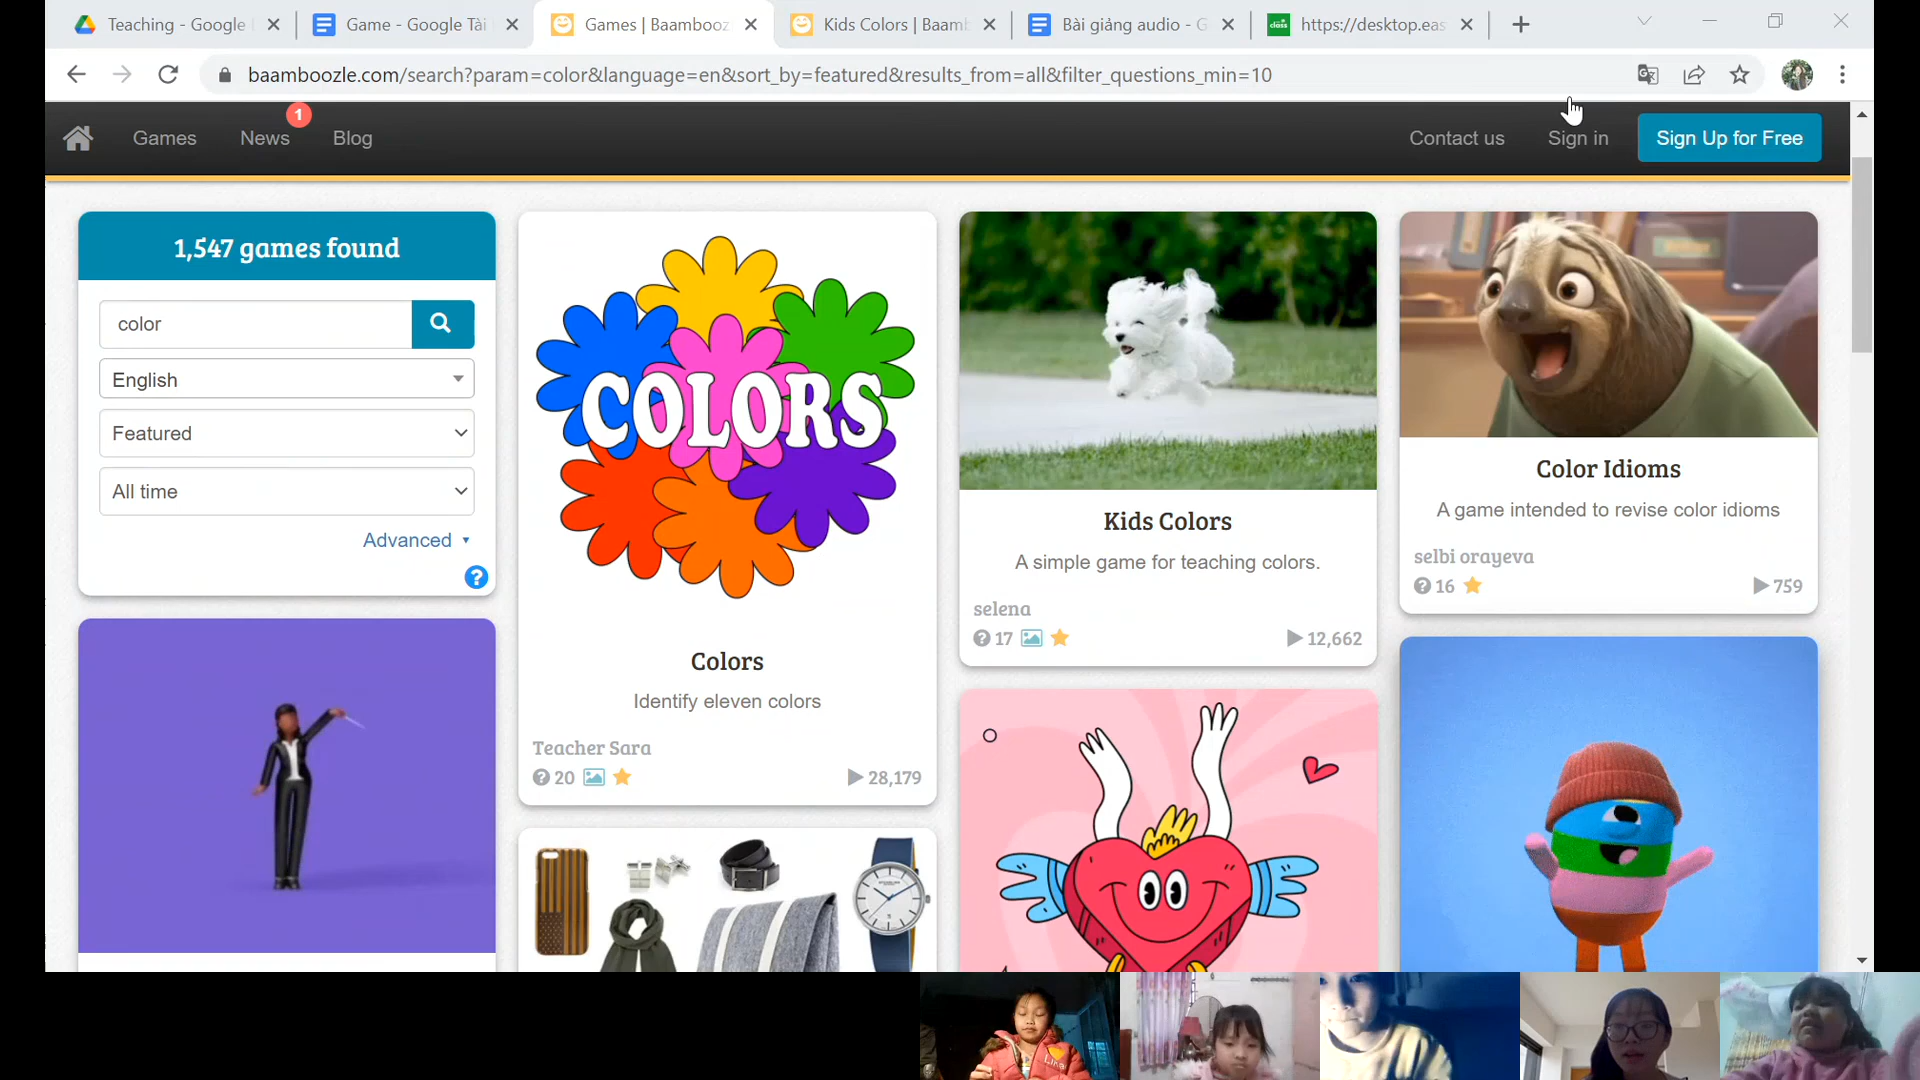 Teaching - Google
Game - Google Tài
Games | Baambooz
Kids Colors | Baamb
Bài giảng audio - G
class
https://desktop.eas
baamboozle.com/search?param=color&language=en&sort_by=featured&results_from=all&filter_questions_min=10
Games
News
1
Blog
Contact us
Sign in
Sign Up for Free
1,547 games found
color
English
Featured
All time
Advanced
?
COLORS
Colors
Identify eleven colors
Teacher Sara
20
28,179
Kids Colors
A simple game for teaching colors.
selena
17
12,662
Color Idioms
A game intended to revise color idioms
selbi orayeva
16
759